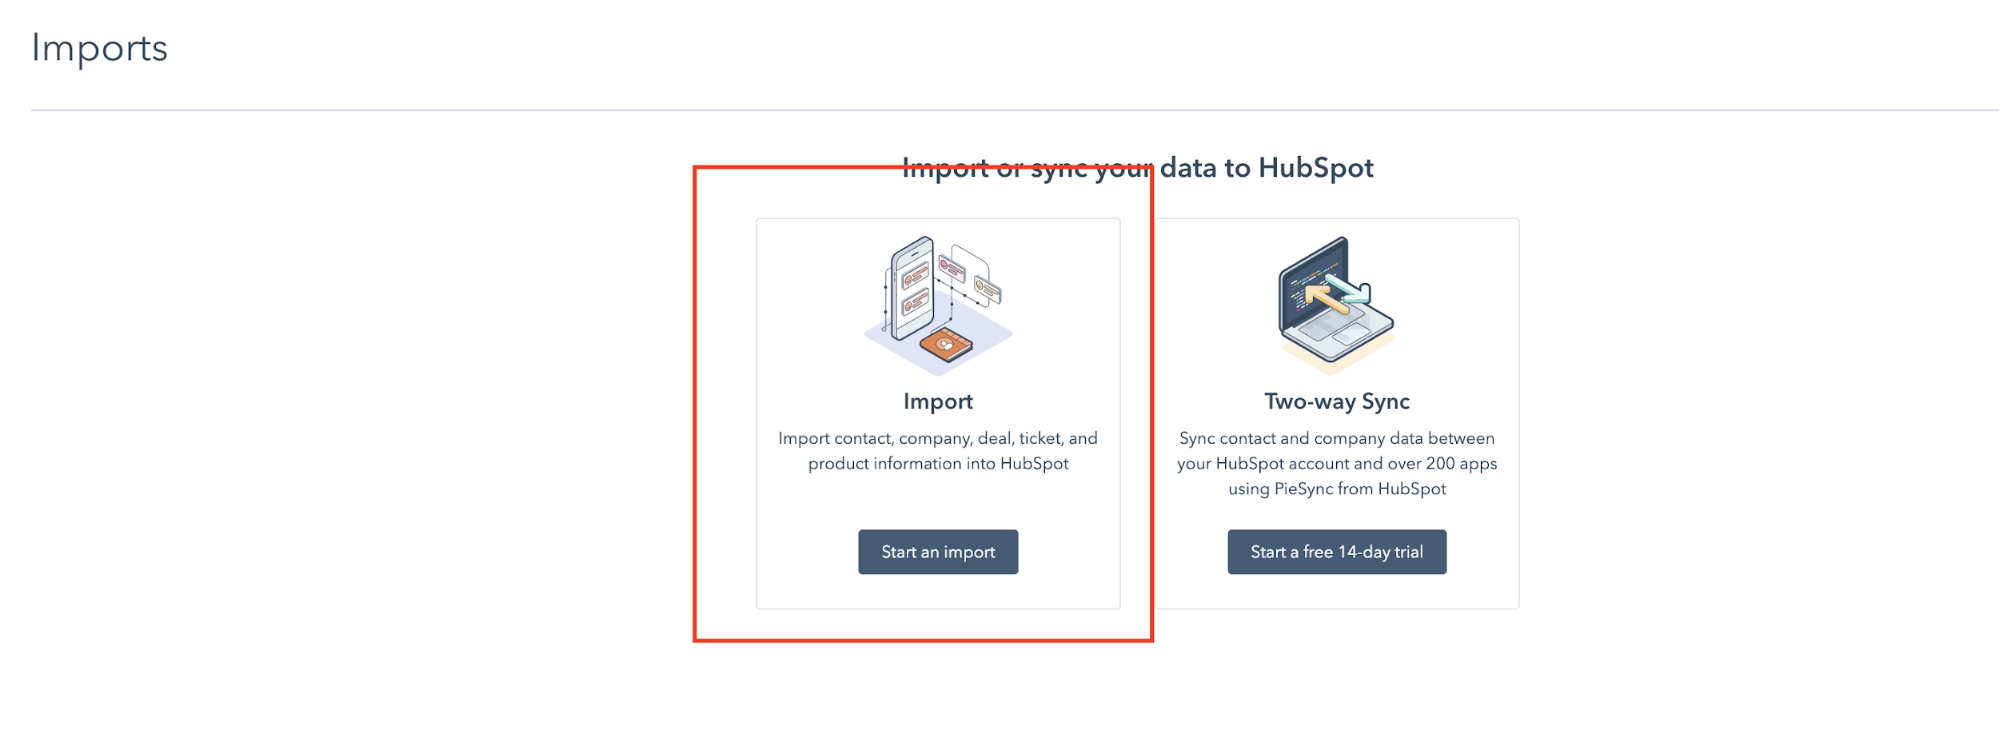 Imports
Import or sync your data to HubSpot
Import
Import contact, company, deal, ticket, and
product information into HubSpot
Start an import
Two-way Sync
Sync contact and company data between
your HubSpot account and over 200 apps
using PieSync from HubSpot
Start a free 14-day trial